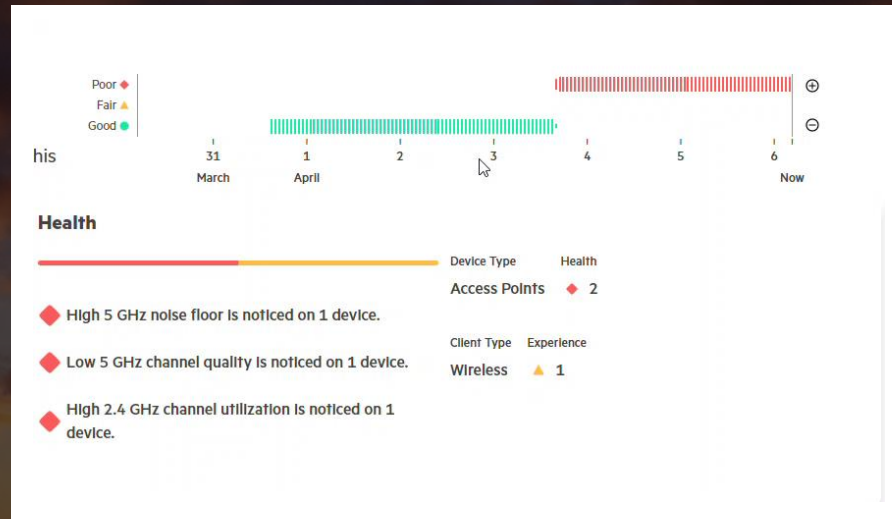 Poor
Fair
Good
his
31 1 2 3 4 5 6
March April Now
Health
Device Type Health
Access Points 2
High 5 GHz noise floor is noticed on 1 device.
Client Type Experience
Low 5 GHz channel quality is noticed on 1 device.
Wireless 1
High 2.4 GHz channel utilization is noticed on 1
device.